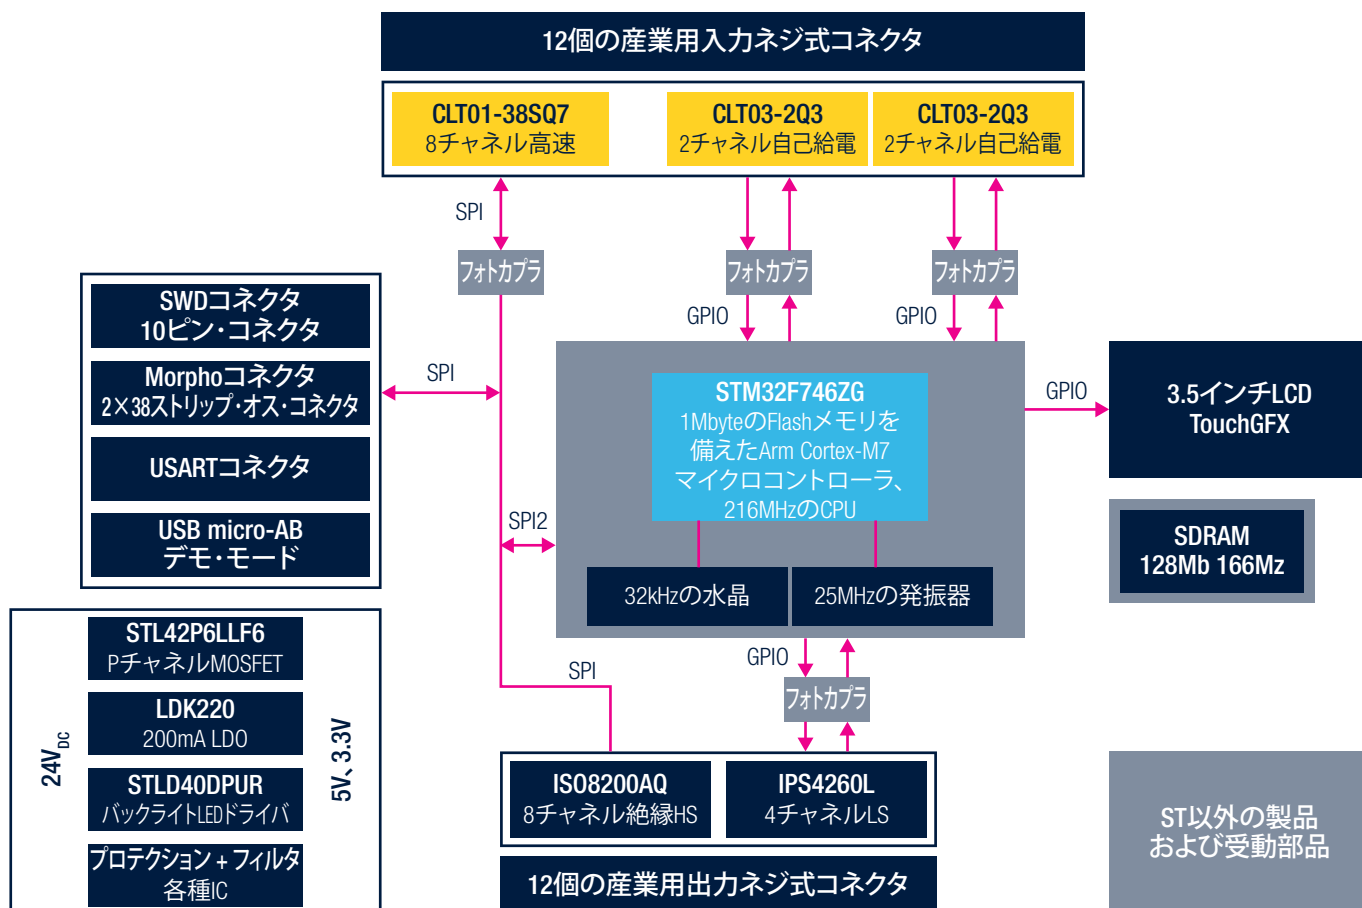 12個の産業用入力ネジ式コネクタ
CLT01-38SQ7
8チャネル高速
CLT03-2Q3
2チャネル自己給電
CLT03-2Q3
2チャネル自己給電
SPI
フォトカプラ
フォトカプラ
フォトカプラ
GPIO
GPIO
SWDコネクタ
10ピン・コネクタ
Morphoコネクタ
2×38ストリップ・オス・コネクタ
USARTコネクタ
USB micro-AB
デモ・モード
SPI
SPI2
STM32F746ZG
1MbyteのFlashメモリを
備えたArm Cortex-M7
マイクロコントローラ、
216MHzのCPU
32kHzの水晶
25MHzの発振器
GPIO
3.5インチLCD
TouchGFX
SDRAM
128Mb 166Mz
24VDC
STL42P6LLF6
PチャネルMOSFET
LDK220
200mA LDO
STLD40DPUR
バックライトLEDドライバ
プロテクション + フィルタ
各種IC
5V、3.3V
SPI
GPIO
フォトカプラ
ISO8200AQ
8チャネル絶縁HS
IPS4260L
4チャネルLS
12個の産業用出力ネジ式コネクタ
ST以外の製品
および受動部品